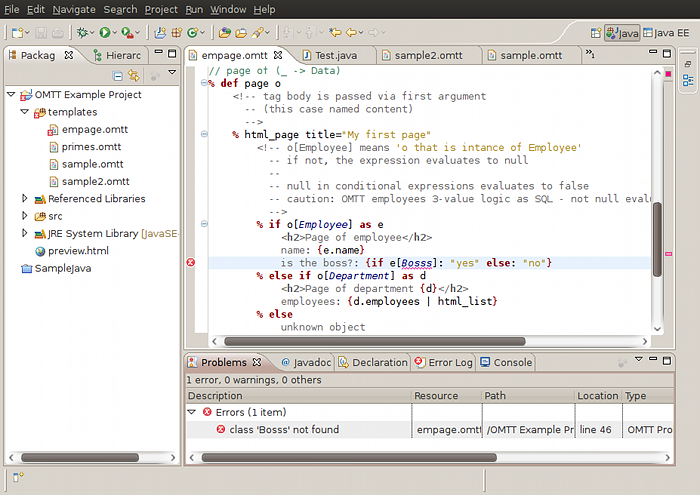 File Edit Navigate Search Project Run Window Help
Java Java EE
Packag Hierarc
OMTT Example Project
templates
empage.omtt
primes.omtt
sample.omtt
sample2.omtt
Referenced Libraries
src
JRE System Library [JavaSE-
preview.html
SampleJava
empage.omtt Test.java sample2.omtt sample.omtt »1
// page of (_ -> Data)
% def page o
<!-- tag body is passed via first argument
-- (this case named content)
-->
% html_page title="My first page"
<!-- o[Employee] means 'o that is intance of Employee'
-- if not, the expression evaluates to null
--
-- null in conditional expressions evaluates to false
-- caution: OMTT employees 3-value logic as SQL - not null evalu
-->
% if o[Employee] as e
<h2>Page of employee</h2>
name: {e.name}
is the boss?: {if e[Bosss]: "yes" else: "no"}
% else if o[Department] as d
<h2>Page of department {d}</h2>
employees: {d.employees | html_list}
% else
unknown object
Problems Javadoc Declaration Error Log Console
1 error, 0 warnings, 0 others
Description Resource Path Location Type
Errors (1 item)
class 'Bosss' not found empage.omtt /OMTT Example Pr line 46 OMTT Pro